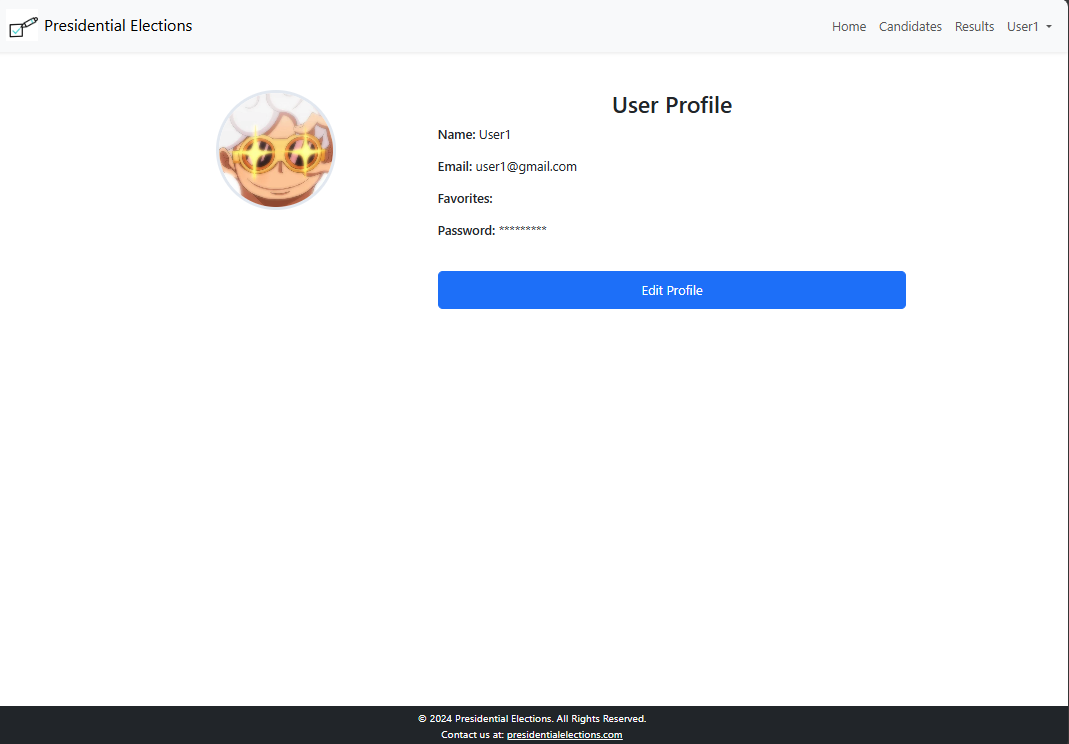 Presidential Elections
Home Candidates Results User1
User Profile
Name: User1
Email: user1@gmail.com
Favorites:
Password: *********
Edit Profile
© 2024 Presidential Elections. All Rights Reserved.
Contact us at: presidentialelections.com